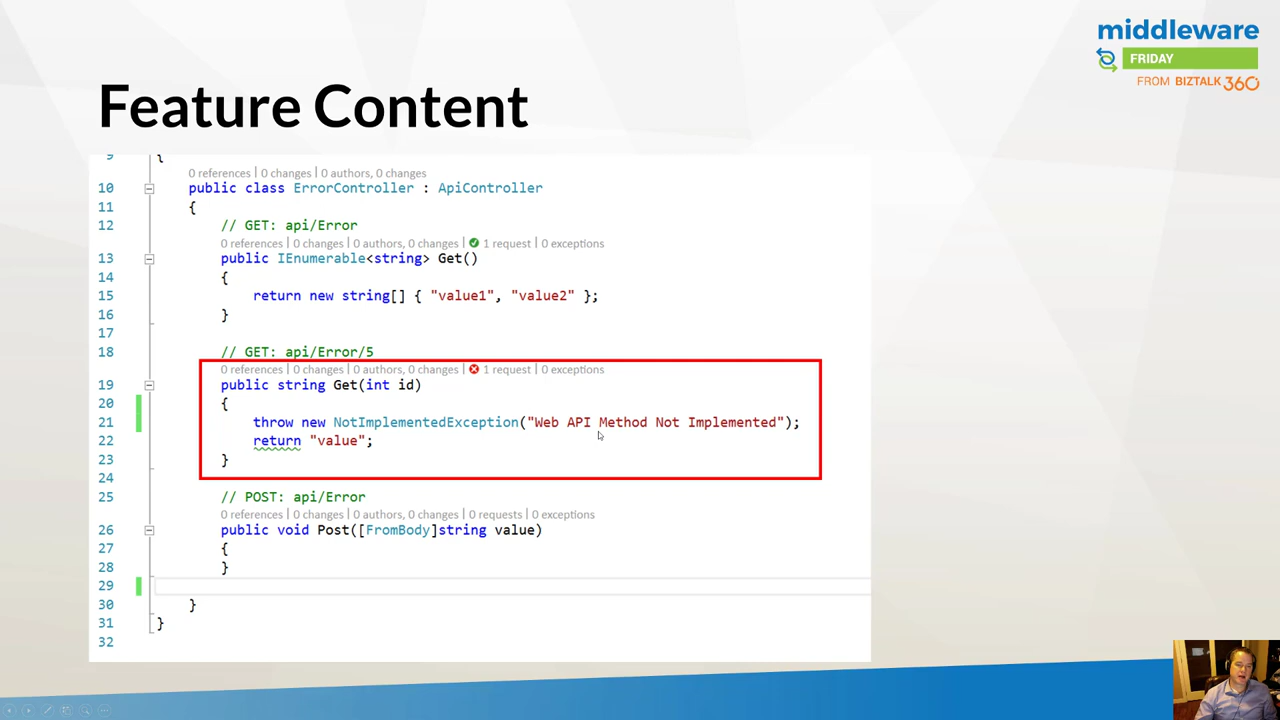 middleware
FRIDAY
FROM BIZTALK360
Feature Content
9 {
0 references | 0 changes | 0 authors, 0 changes
10 public class ErrorController : ApiController
11 {
12 // GET: api/Error
0 references | 0 changes | 0 authors, 0 changes | 1 request | 0 exceptions
13 public IEnumerable<string> Get()
14 {
15 return new string[] { "value1", "value2" };
16 }
17
18 // GET: api/Error/5
0 references | 0 changes | 0 authors, 0 changes | 1 request | 0 exceptions
19 public string Get(int id)
20 {
21 throw new NotImplementedException("Web API Method Not Implemented");
22 return "value";
23 }
24
25 // POST: api/Error
0 references | 0 changes | 0 authors, 0 changes | 0 requests | 0 exceptions
26 public void Post([FromBody]string value)
27 {
28 }
29
30 }
31 }
32